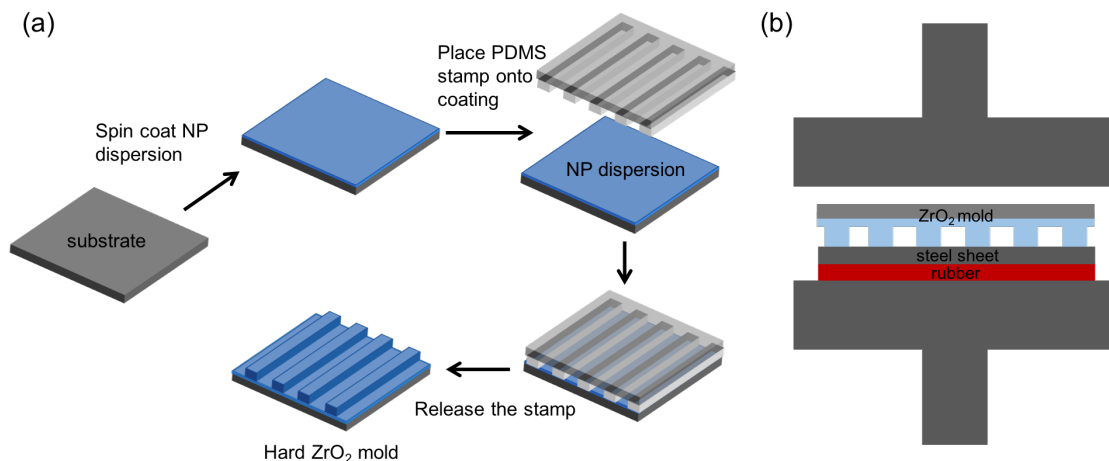 (a)
Spin coat NP
dispersion
substrate
Place PDMS
stamp onto
coating
NP dispersion
Release the stamp
Hard ZrO₂ mold
(b)
ZrO₂ mold
steel sheet
rubber